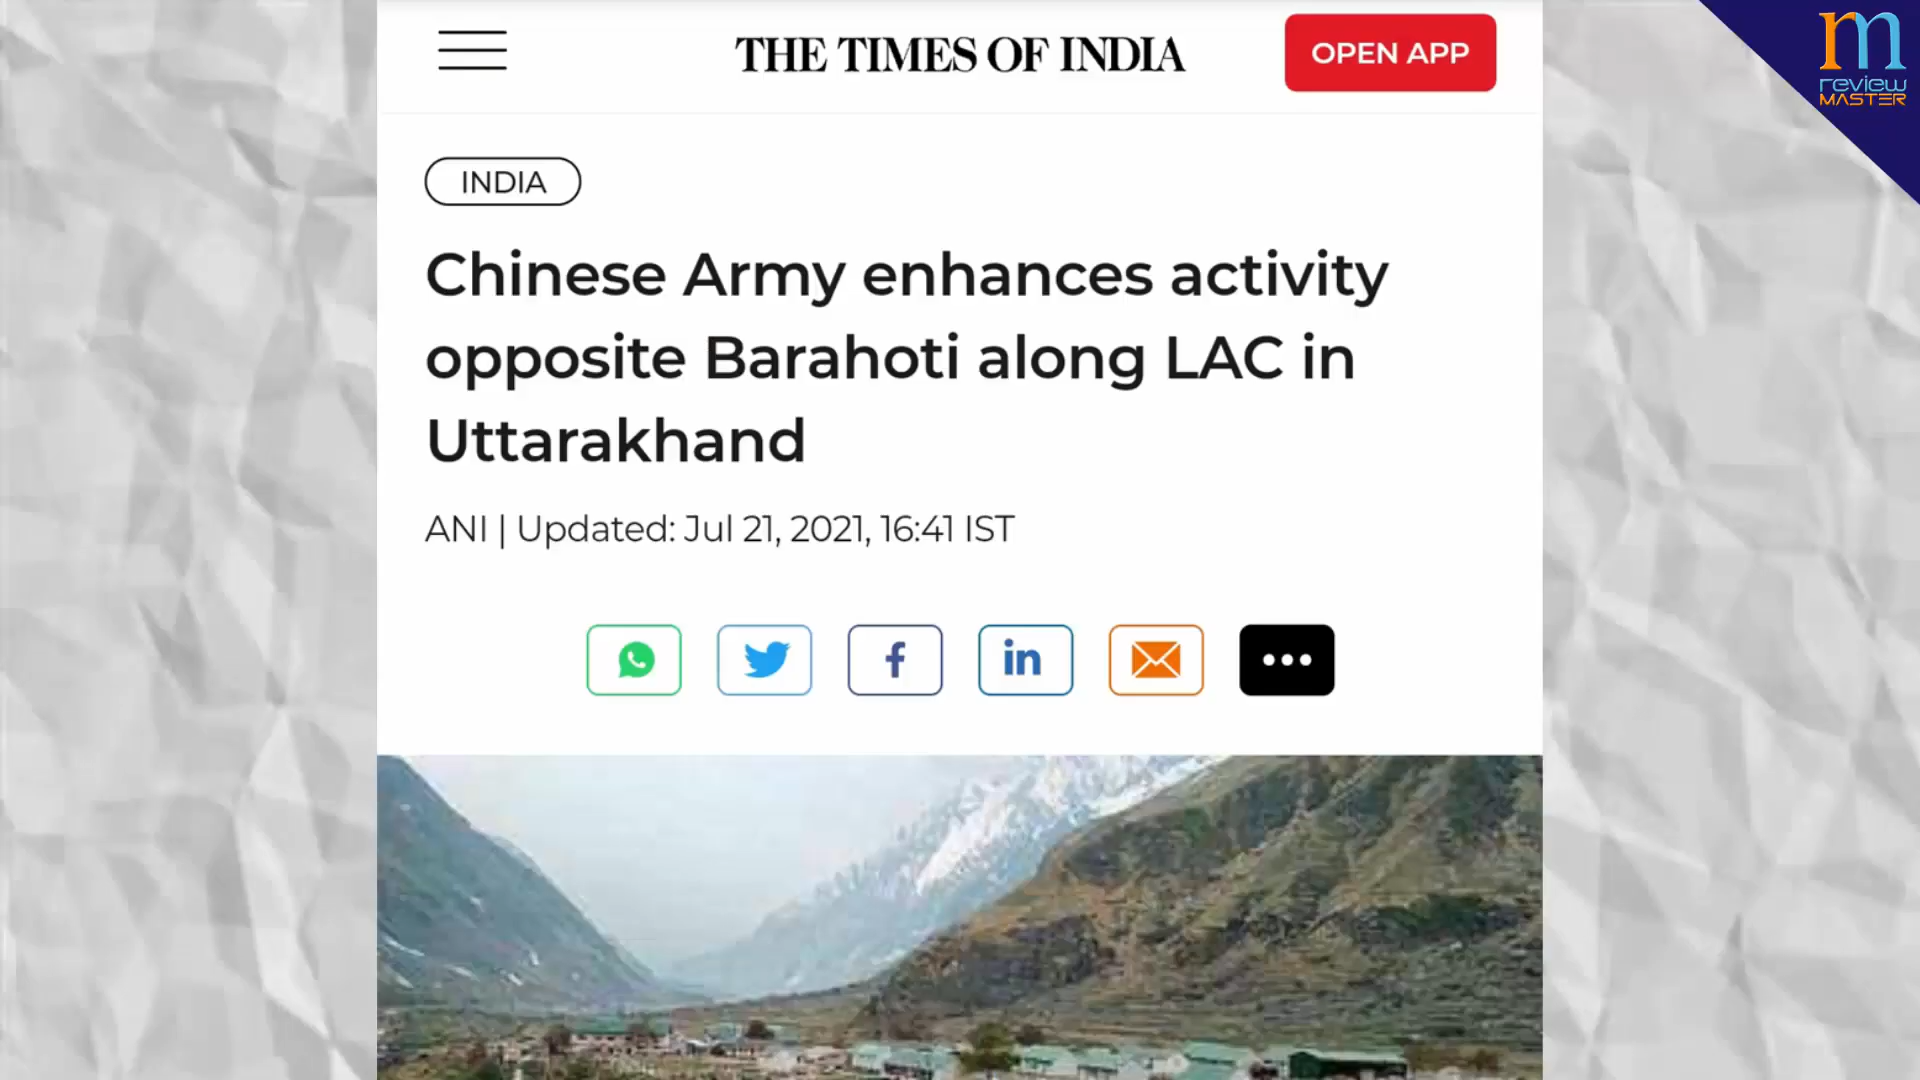 THE TIMES OF INDIA
OPEN APP
m
review
MASTER
INDIA
Chinese Army enhances activity
opposite Barahoti along LAC in
Uttarakhand
ANI | Updated: Jul 21, 2021, 16:41 IST
f
in